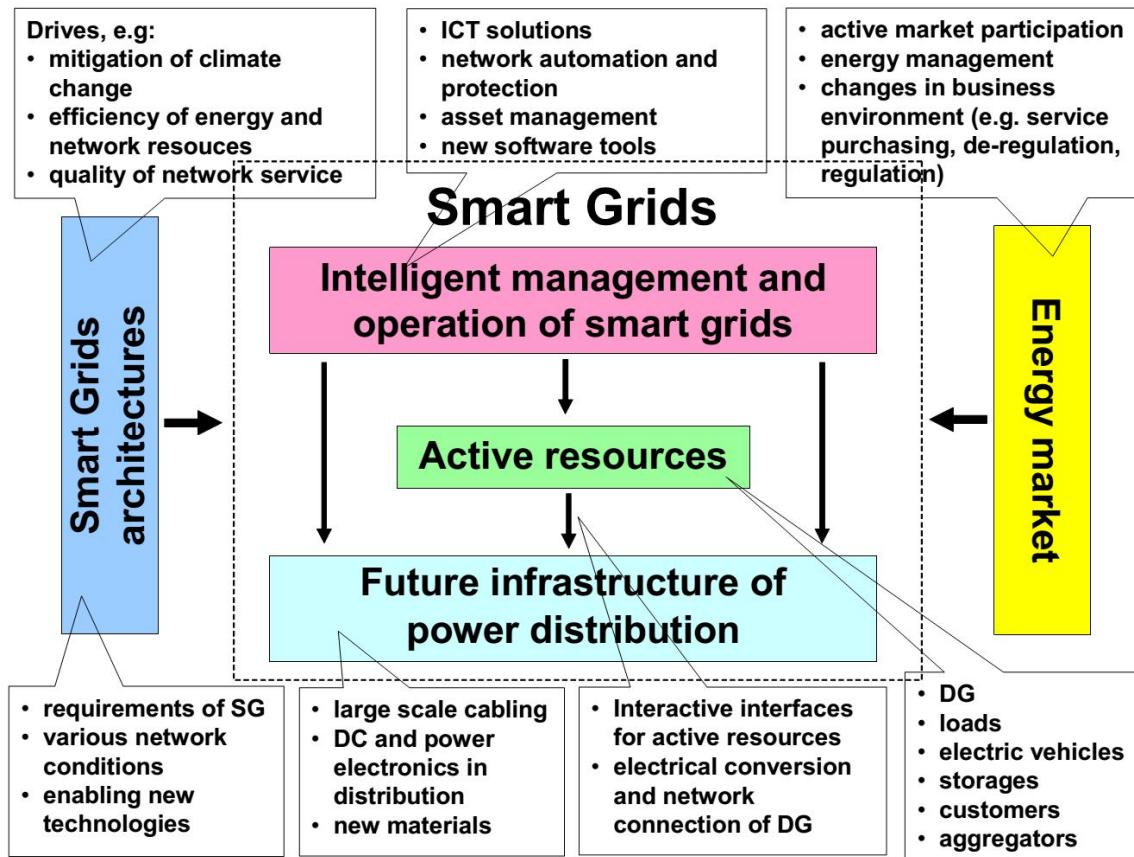 Drives, e.g:
• mitigation of climate
change
• efficiency of energy and
network resouces
• quality of network service
• ICT solutions
• network automation and
protection
• asset management
• new software tools
• active market participation
• energy management
• changes in business
environment (e.g. service
purchasing, de-regulation,
regulation)
Smart Grids
Smart Grids
architectures
Intelligent management and
operation of smart grids
Active resources
Future infrastructure of
power distribution
Energy market
• requirements of SG
• various network
conditions
• enabling new
technologies
• large scale cabling
• DC and power
electronics in
distribution
• new materials
• Interactive interfaces
for active resources
• electrical conversion
and network
connection of DG
• DG
• loads
• electric vehicles
• storages
• customers
• aggregators